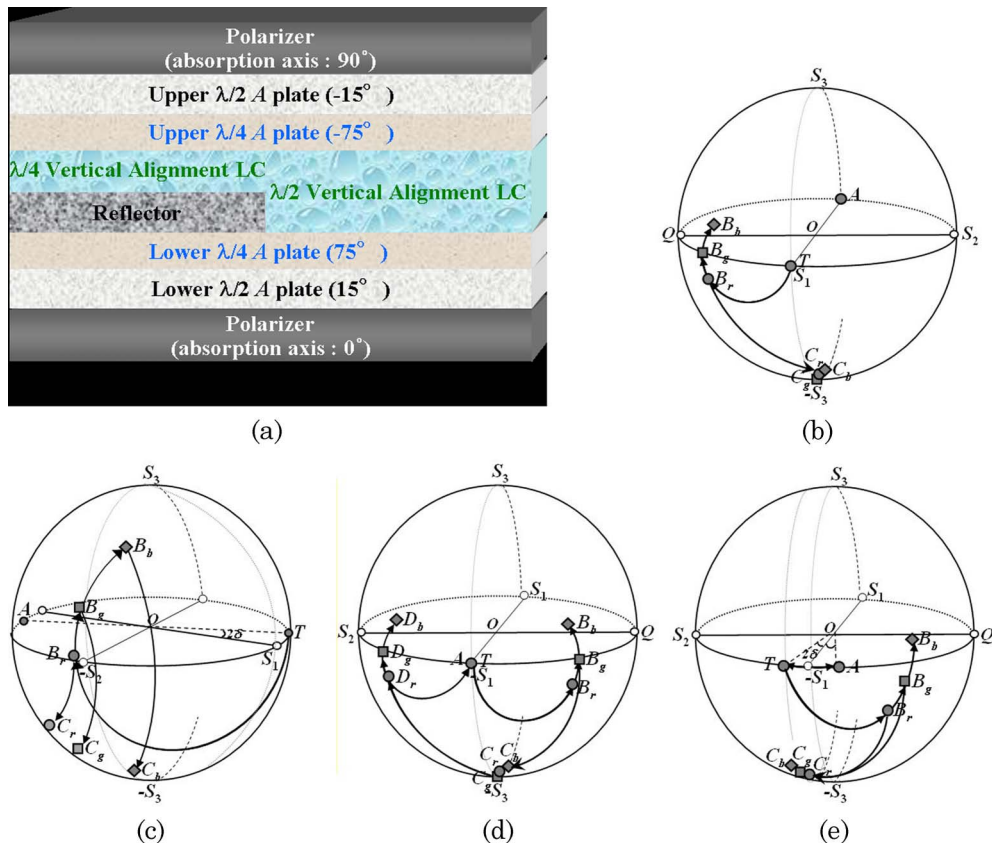 Polarizer
(absorption axis : 90°)
Upper λ/2 A plate (-15° )
Upper λ/4 A plate (-75° )
λ/4 Vertical Alignment LC
λ/2 Vertical Alignment LC
Reflector
Lower λ/4 A plate (75° )
Lower λ/2 A plate (15° )
Polarizer
(absorption axis : 0°)
(a)
S3
A
O
Q
S2
Bb
Bg
Br
T
S1
Cr
Cb
Cg
-S3
(b)
S3
Bb
A
Bg
O
2δ
T
Br
S1
-S2
Cr
Cg
Cb
-S3
(c)
S3
S1
Db
Bb
O
S2
Q
Dg
A
T
Bg
-S1
Dr
Br
Cr
Cb
Cg
-S3
(d)
S3
S1
O
Bb
S2
Q
2δ
T
A
-S1
Bg
Br
Cb
Cg
Cr
-S3
(e)